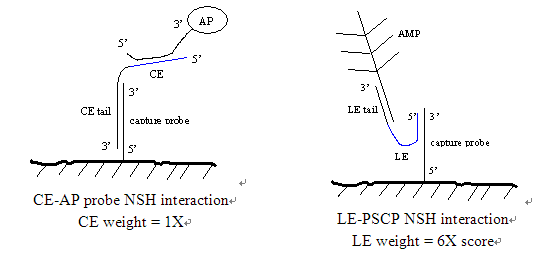 3’
AP
5’
5’
CE
3’
CE tail
capture probe
3’
5’
CE-AP probe NSH interaction↵
CE weight = 1X↵
AMP
3’
LE tail
5’
3’
capture probe
LE
5’
LE-PSCP NSH interaction↵
LE weight = 6X score↵